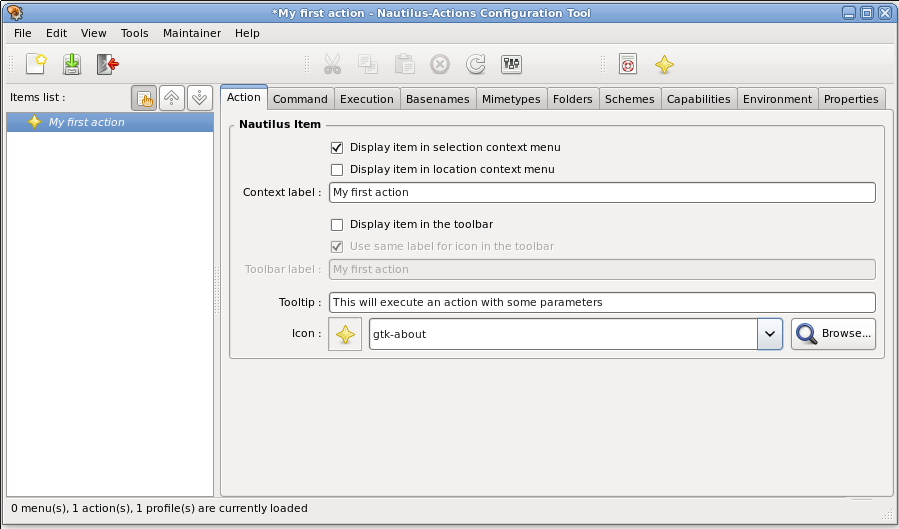 *My first action - Nautilus-Actions Configuration Tool
File Edit View Tools Maintainer Help
Items list :
My first action
Action Command Execution Basenames Mimetypes Folders Schemes Capabilities Environment Properties
Nautilus Item
Display item in selection context menu
Display item in location context menu
Context label : My first action
Display item in the toolbar
Use same label for icon in the toolbar
Toolbar label : My first action
Tooltip : This will execute an action with some parameters
Icon : gtk-about Browse...
0 menu(s), 1 action(s), 1 profile(s) are currently loaded